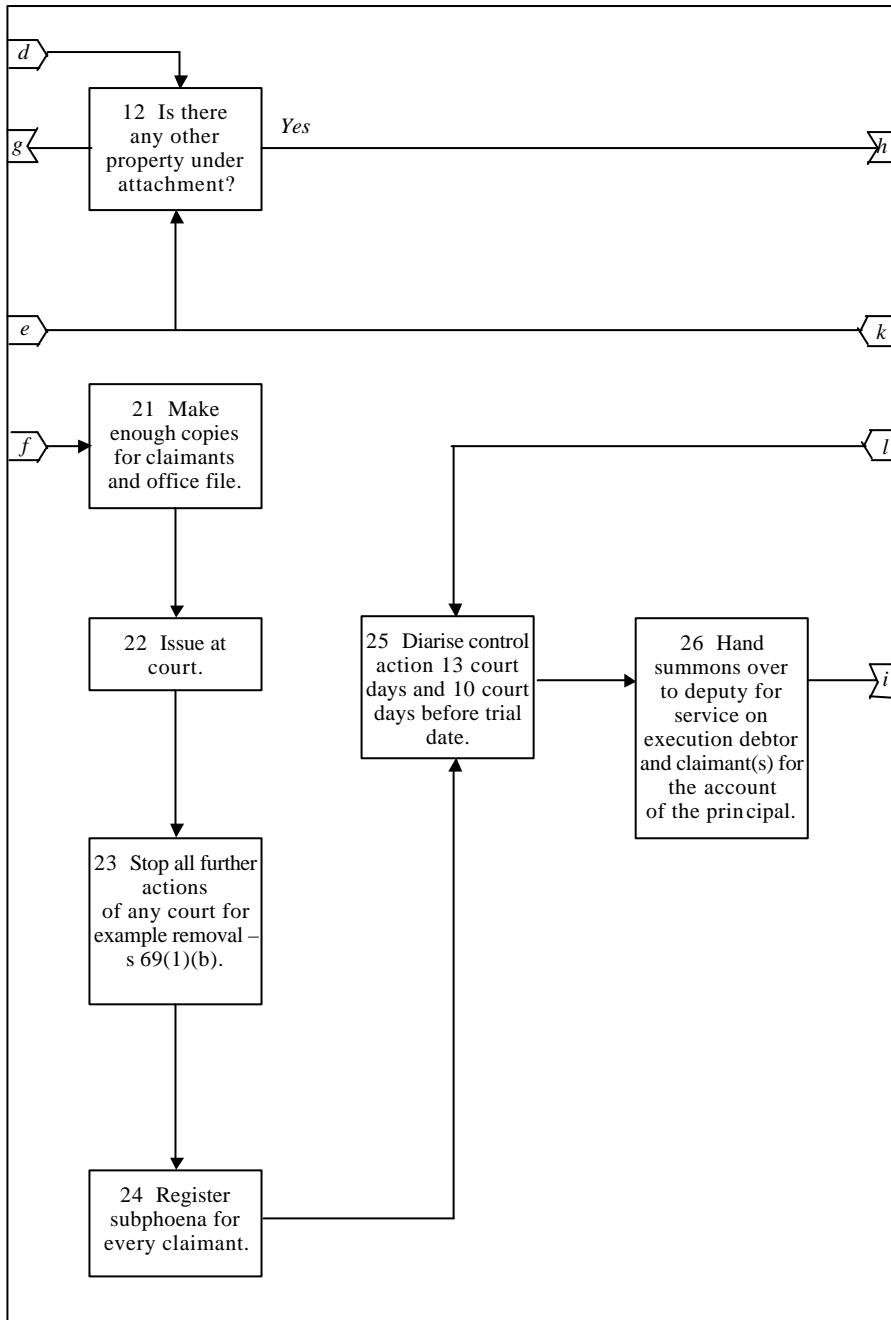 d
12 Is there
any other
property under
attachment?
Yes
g
h
e
k
21 Make
enough copies
for claimants
and office file.
f
l
22 Issue at
court.
25 Diarise control
action 13 court
days and 10 court
days before trial
date.
26 Hand
summons over
to deputy for
service on
execution debtor
and claimant(s) for
the account
of the principal.
i
23 Stop all further
actions
of any court for
example removal –
s 69(1)(b).
24 Register
subphoena for
every claimant.